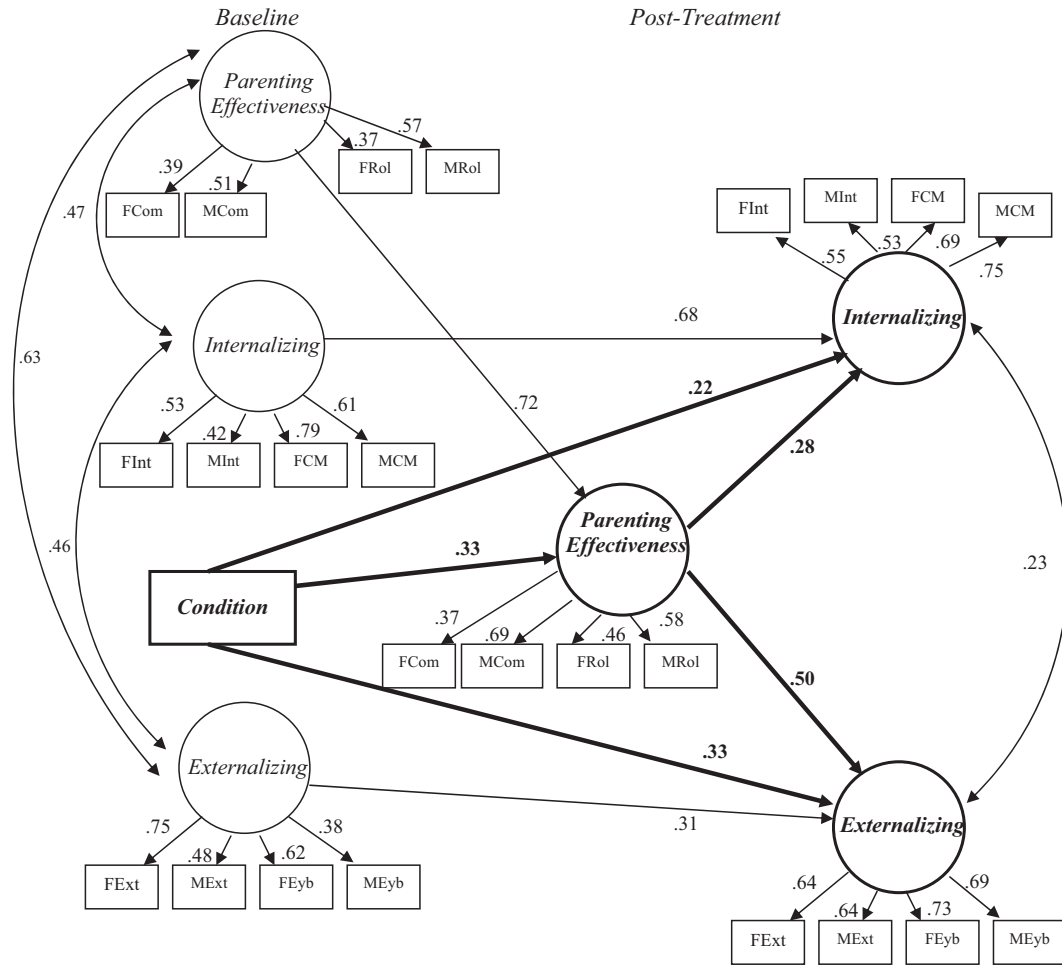 Baseline
Post-Treatment
Parenting
Effectiveness
.39
.51
.37
.57
FCom
MCom
FRol
MRol
.47
.63
FInt
MInt
FCM
MCM
.55
.53
.69
.75
Internalizing
Internalizing
.68
.53
.42
.79
.61
FInt
MInt
FCM
MCM
.22
.72
.28
.46
Parenting
Effectiveness
.33
Condition
.23
.37
.69
.46
.58
FCom
MCom
FRol
MRol
.50
.33
Externalizing
.31
Externalizing
.75
.48
.62
.38
FExt
MExt
FEyb
MEyb
.64
.64
.73
.69
FExt
MExt
FEyb
MEyb